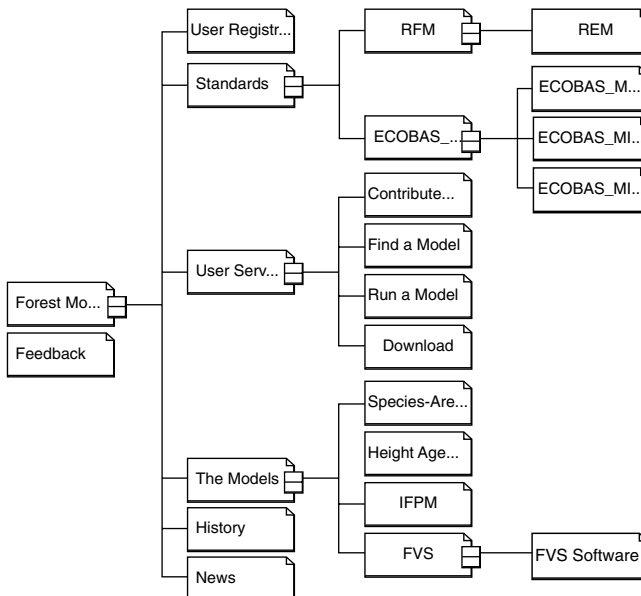 User Registr...
Standards
RFM
REM
ECOBAS_...
ECOBAS_M...
ECOBAS_MI...
ECOBAS_MI...
User Serv...
Contribute...
Find a Model
Run a Model
Download
Forest Mo...
Feedback
The Models
Species-Are...
Height Age...
IFPM
FVS
FVS Software
History
News